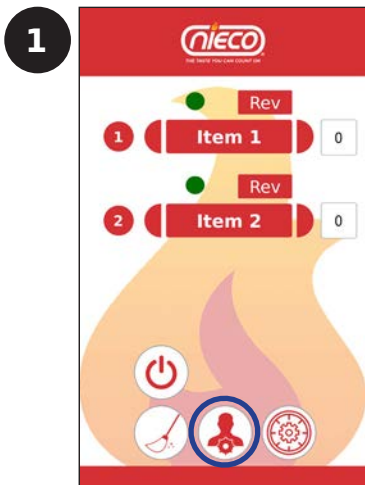 1
NIECO
THE TASTE YOU CAN COUNT ON
Rev
1 Item 1 0
Rev
2 Item 2 0